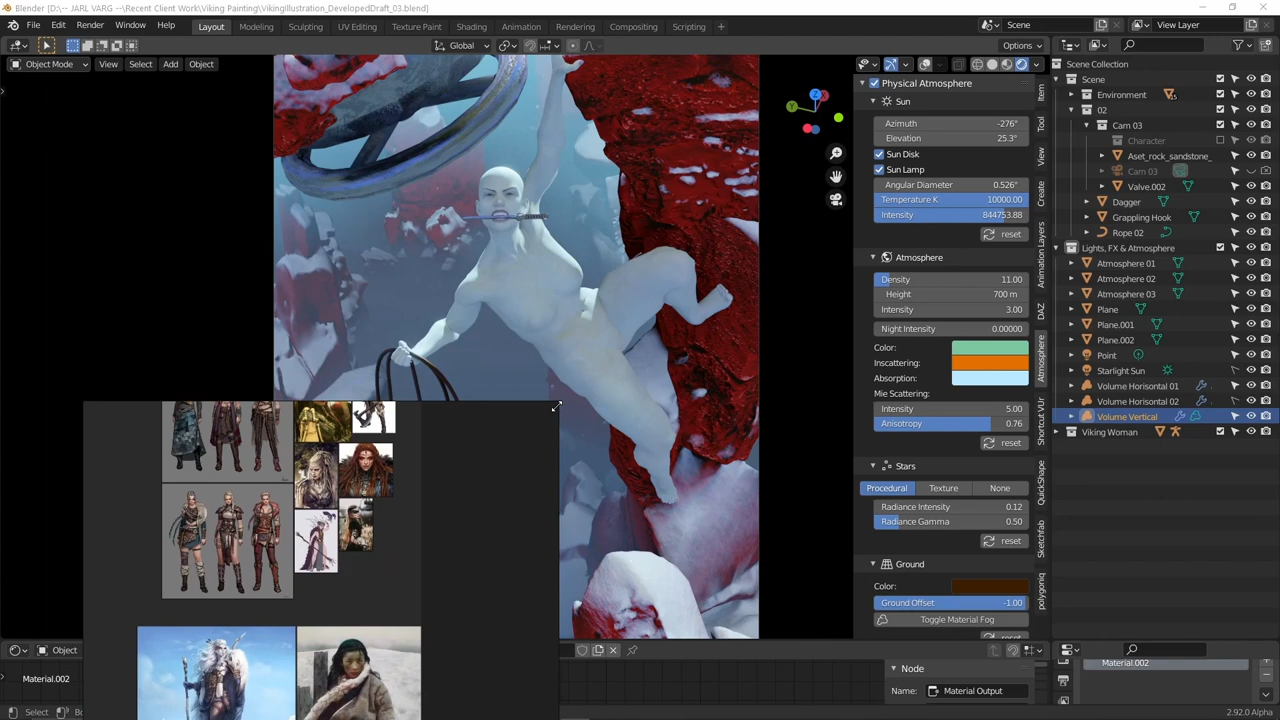 Blender [D:\-- JARL VARG --\Recent Client Work\Viking Painting\VikingIllustration_DevelopedDraft_03.blend]
File Edit Render Window Help Layout Modeling Sculpting UV Editing Texture Paint Shading Animation Rendering Compositing Scripting Scene View Layer
Global Options
Object Mode View Select Add Object
Scene Collection
Physical Atmosphere
Scene
Sun
Environment
02
Azimuth -276°
Cam 03
Elevation 25.3°
Character
Sun Disk
Aset_rock_sandstone_
Sun Lamp
Cam 03
Angular Diameter 0.526°
Valve.002
Temperature K 10000.00
Dagger
Intensity 844753.88
Grappling Hook
reset
Rope 02
Lights, FX & Atmosphere
Atmosphere
Atmosphere 01
Density 11.00
Atmosphere 02
Height 700 m
Atmosphere 03
Intensity 3.00
Plane
Night Intensity 0.00000
Plane.001
Color:
Plane.002
Inscattering:
Point
Absorption:
Starlight Sun
Mie Scattering:
Volume Horisontal 01
Intensity 5.00
Volume Horisontal 02
Anisotropy 0.76
Volume Vertical
reset
Viking Woman
Stars
Procedural Texture None
Radiance Intensity 0.12
Radiance Gamma 0.50
reset
Ground
Color:
Ground Offset -1.00
Toggle Material Fog
Item
Tool
View
Create
Animation Layers
DAZ
Atmosphere
Shortcut VUr
QuickShape
Sketchfab
polygoniq
Object
Material.002
Node
Name: Material Output
Material.002
Select
2.92.0 Alpha